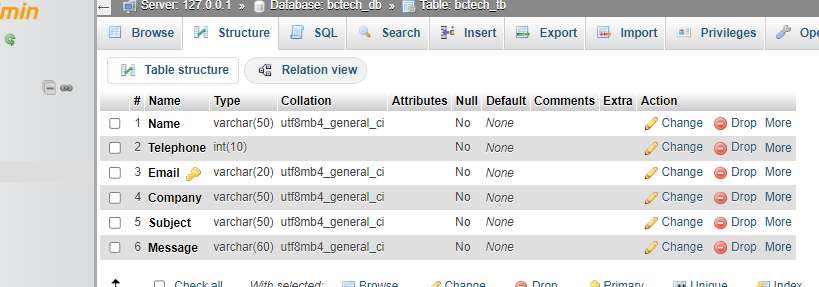 min
Server: 127.0.0.1 » Database: bctech_db » Table: bctech_tb
Browse Structure SQL Search Insert Export Import Privileges Ope
Table structure Relation view
# Name Type Collation Attributes Null Default Comments Extra Action
1 Name varchar(50) utf8mb4_general_ci No None Change Drop More
2 Telephone int(10) No None Change Drop More
3 Email varchar(20) utf8mb4_general_ci No None Change Drop More
4 Company varchar(50) utf8mb4_general_ci No None Change Drop More
5 Subject varchar(50) utf8mb4_general_ci No None Change Drop More
6 Message varchar(60) utf8mb4_general_ci No None Change Drop More
Check all With selected: Browse Change Drop Primary Unique Index